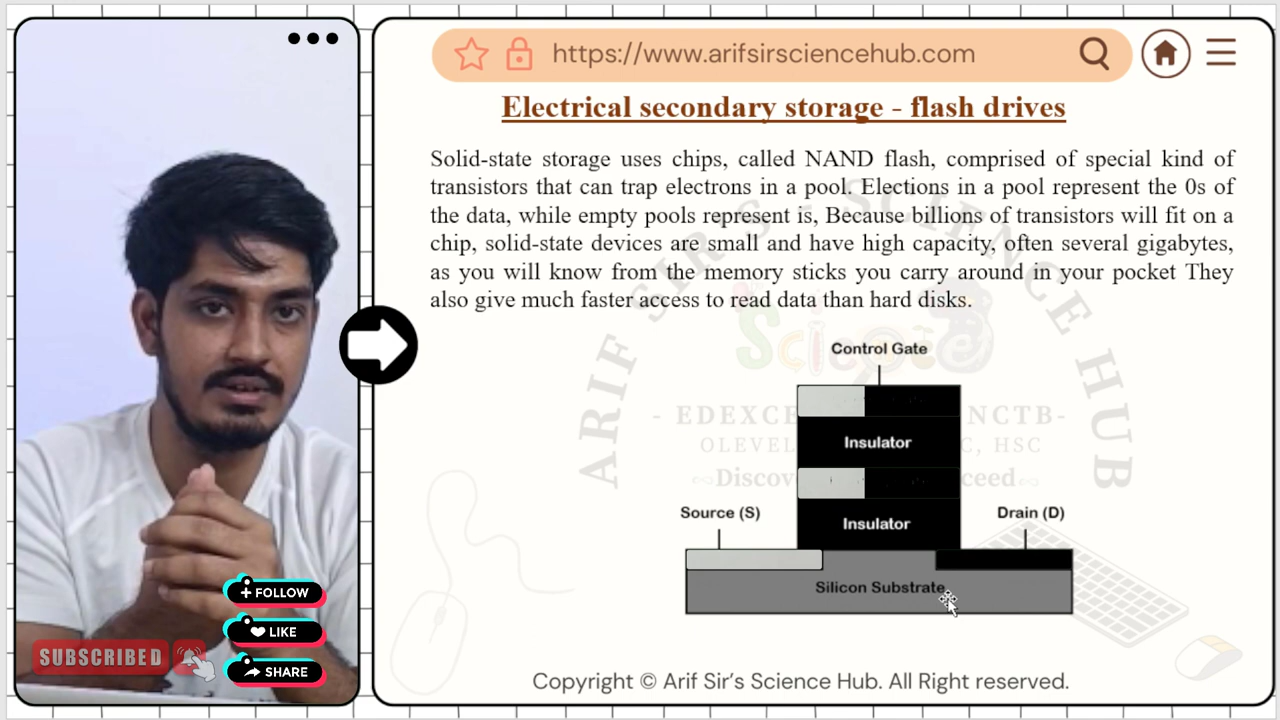 https://www.arifsirsciencehub.com
Electrical secondary storage - flash drives
Solid-state storage uses chips, called NAND flash, comprised of special kind of
transistors that can trap electrons in a pool. Elections in a pool represent the 0s of
the data, while empty pools represent is, Because billions of transistors will fit on a
chip, solid-state devices are small and have high capacity, often several gigabytes,
as you will know from the memory sticks you carry around in your pocket They
also give much faster access to read data than hard disks.
ARIF SIR'S - SCIENCE HUB
Science
Control Gate
Insulator
Insulator
Source (S)
Drain (D)
Silicon Substrate
+ FOLLOW
LIKE
SHARE
SUBSCRIBED
Copyright © Arif Sir's Science Hub. All Right reserved.